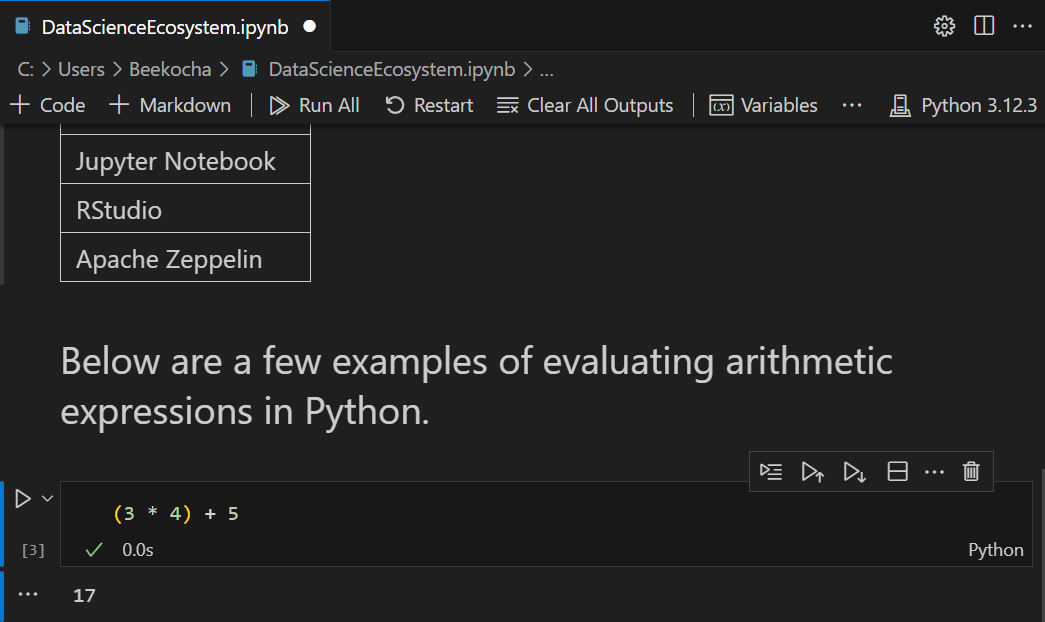 DataScienceEcosystem.ipynb
C: > Users > Beekocha > DataScienceEcosystem.ipynb > ...
+ Code + Markdown | Run All Restart Clear All Outputs | Variables ... Python 3.12.3
Jupyter Notebook
RStudio
Apache Zeppelin
Below are a few examples of evaluating arithmetic
expressions in Python.
(3 * 4) + 5
[3] 0.0s Python
17